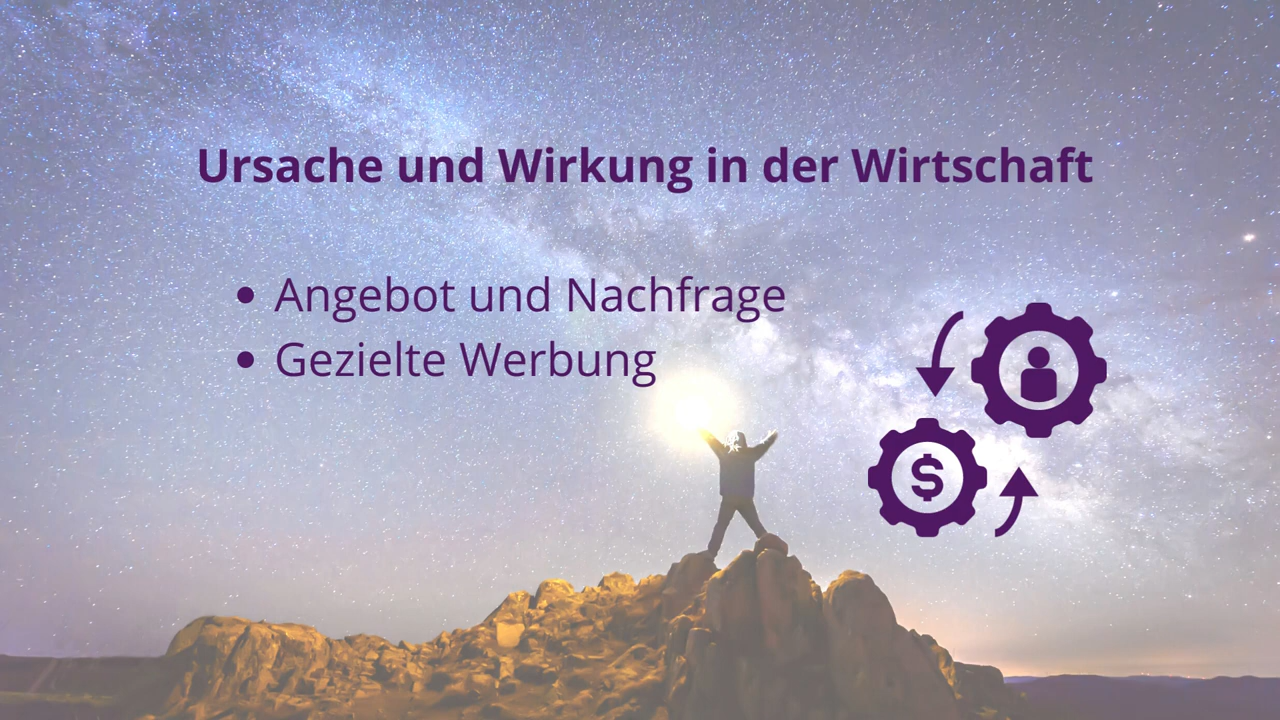 Ursache und Wirkung in der Wirtschaft
• Angebot und Nachfrage
• Gezielte Werbung
$